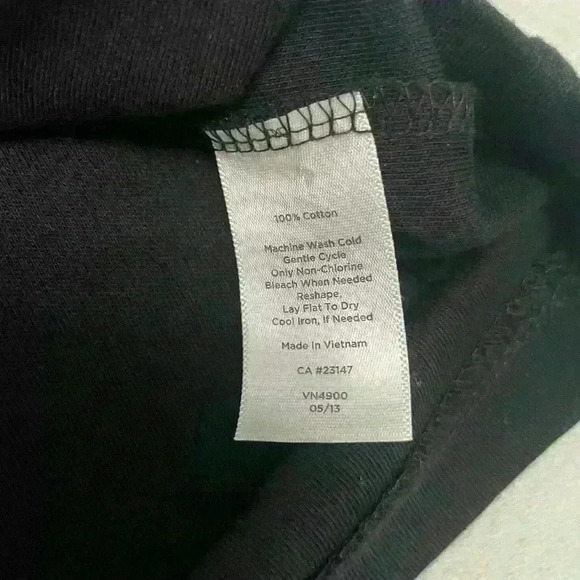 100% Cotton
Machine Wash Cold
Gentle Cycle
Only Non-Chlorine
Bleach When Needed
Reshape,
Lay Flat To Dry
Cool Iron, If Needed
Made in Vietnam
CA #23147
VN4900
05/13